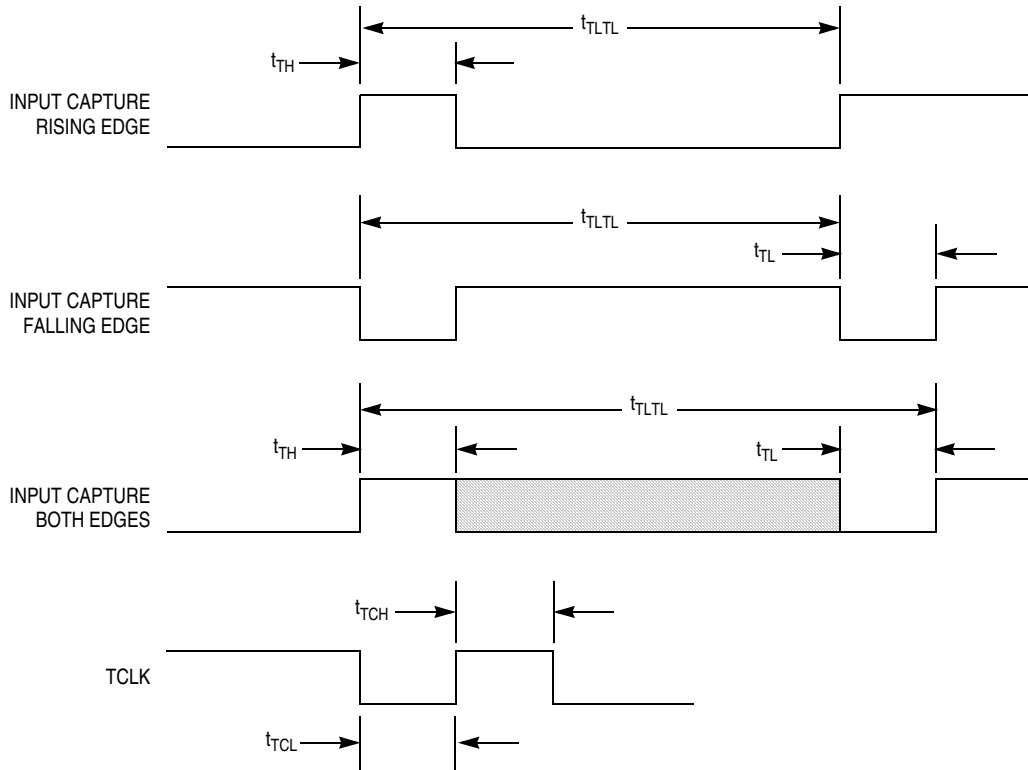 tTLTL
tTH
INPUT CAPTURE
RISING EDGE
tTLTL
tTL
INPUT CAPTURE
FALLING EDGE
tTLTL
tTH
tTL
INPUT CAPTURE
BOTH EDGES
tTCH
TCLK
tTCL